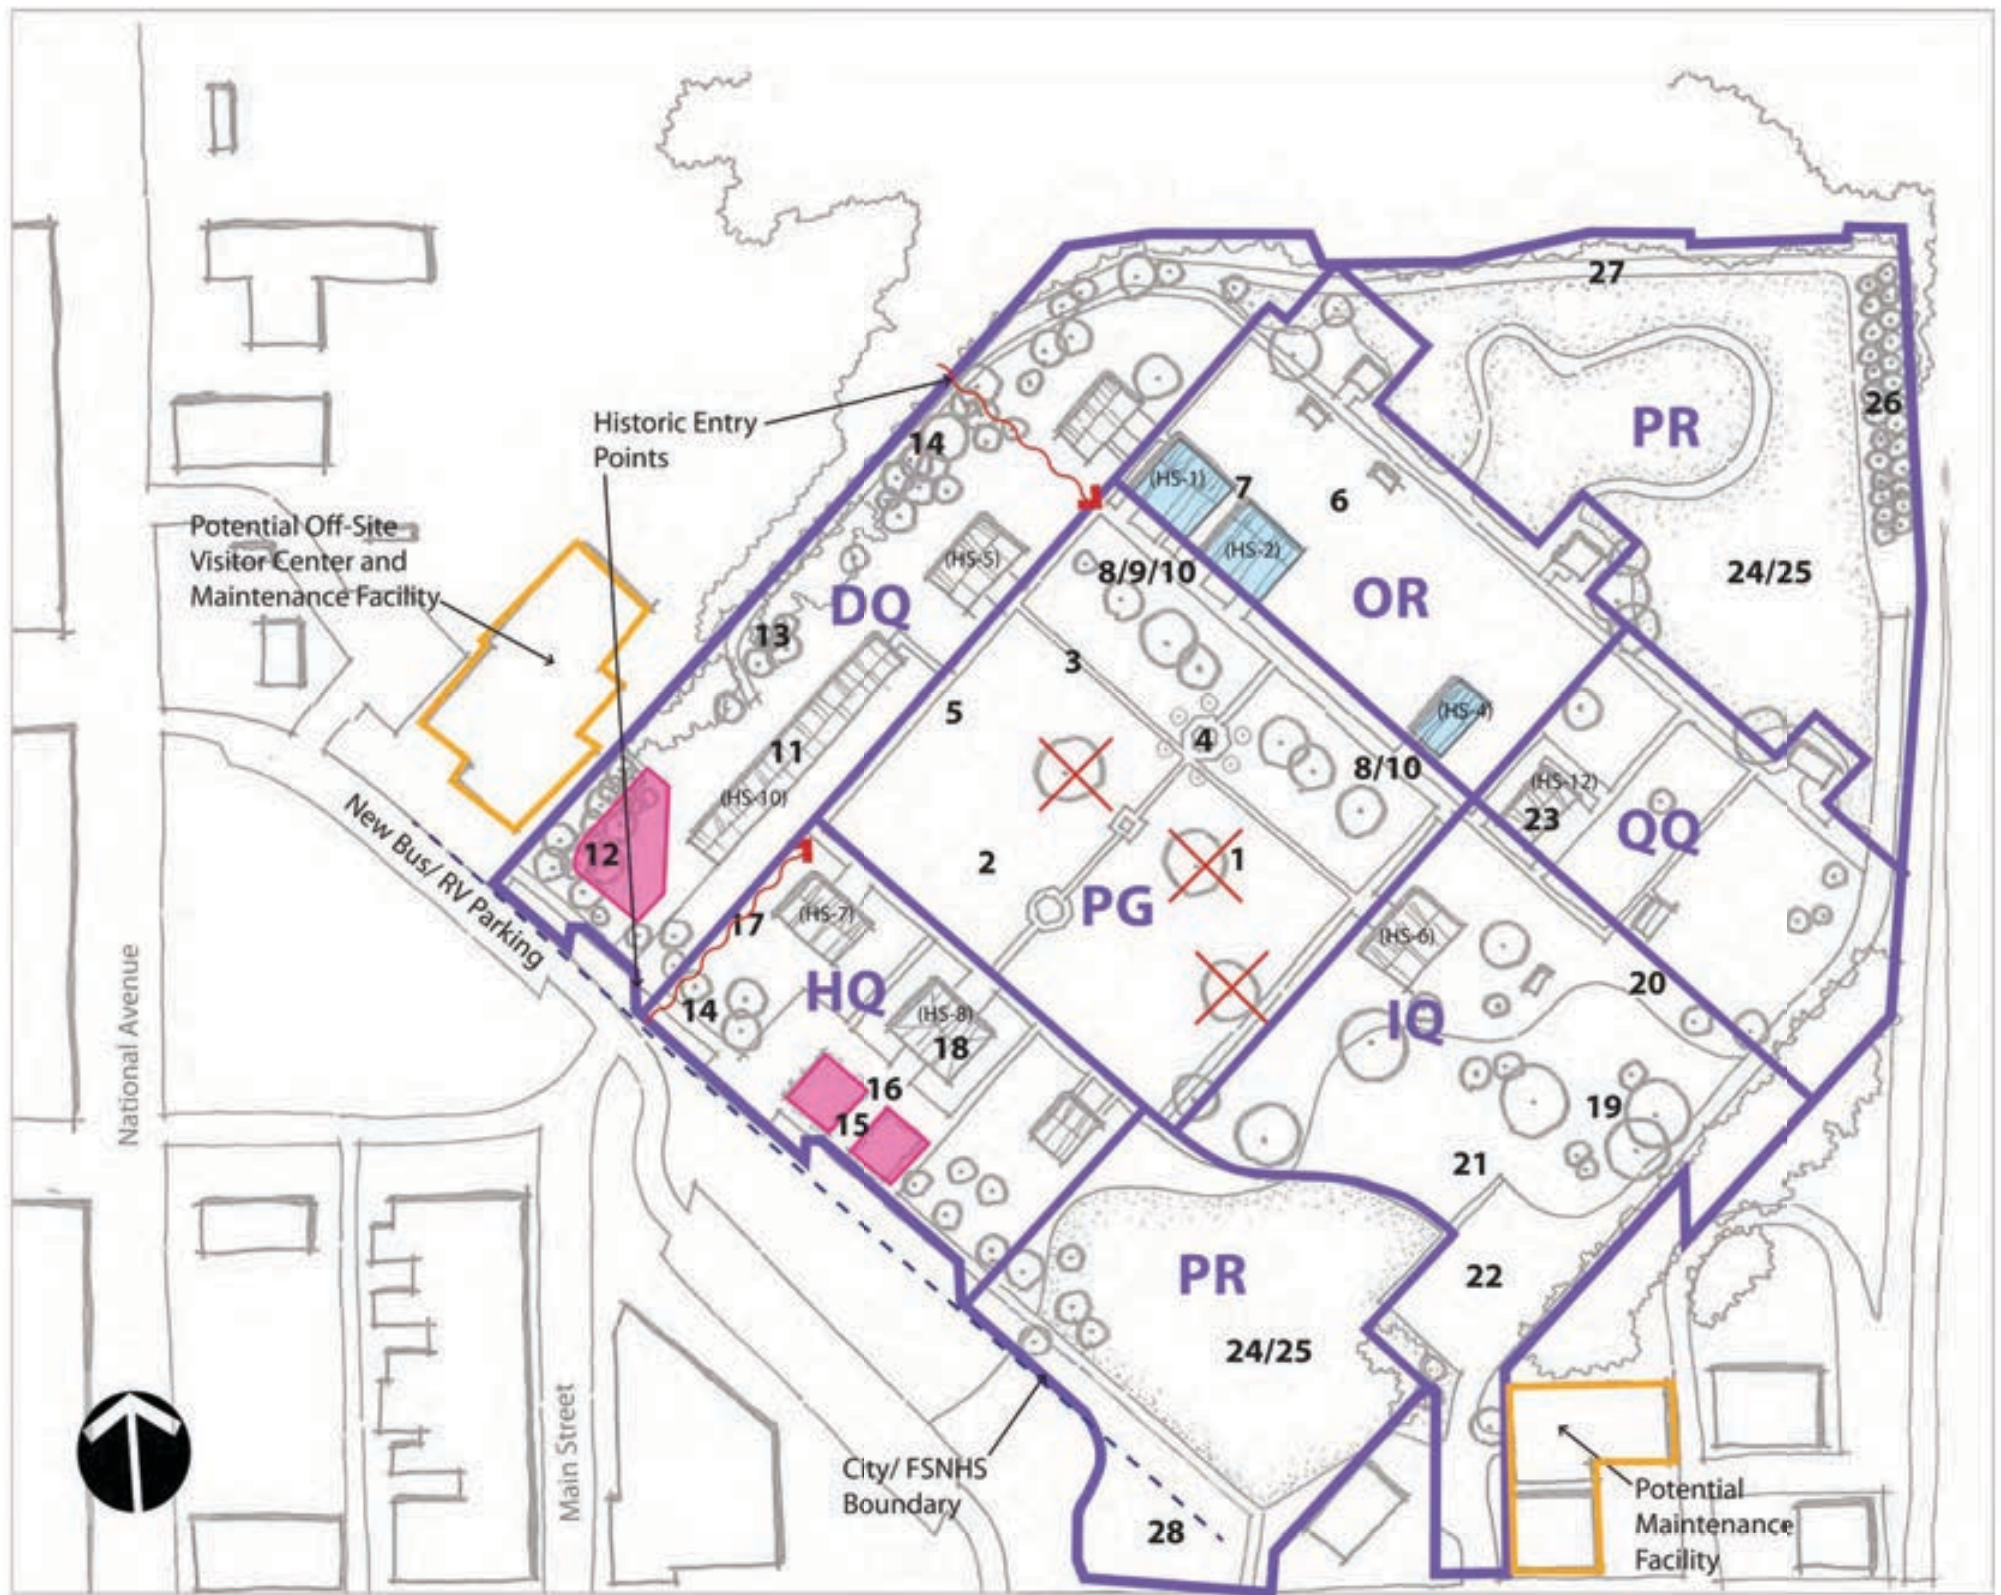 27
PR
26
Historic Entry
Points
14
(HS-1)
7
6
(HS-2)
Potential Off-Site
Visitor Center and
Maintenance Facility
(HS-5)
8/9/10
OR
24/25
DQ
13
3
5
4
(HS-4)
11
8/10
(HS-10)
(HS-12)
23
QQ
New Bus/ RV Parking
12
2
1
PG
17
(HS-7)
(HS-6)
HQ
20
14
(HS-8)
IQ
18
National Avenue
16
15
19
21
PR
22
24/25
Main Street
City/ FSNHS
Boundary
28
Potential
Maintenance
Facility